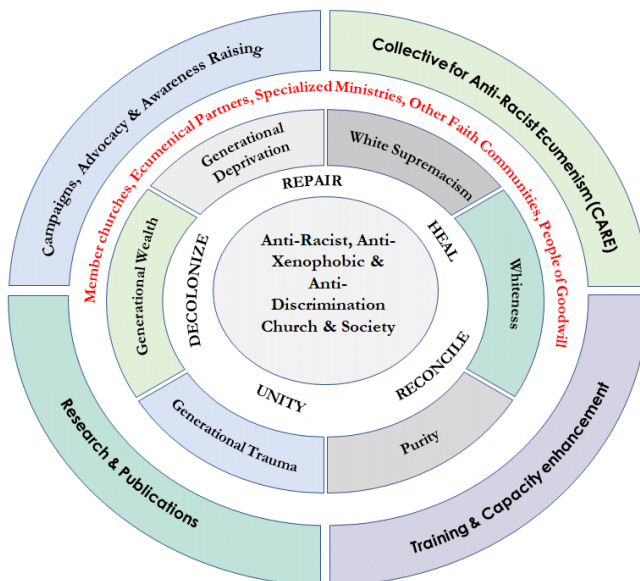 Campaigns, Advocacy & Awareness Raising
Collective for Anti-Racist Ecumenism (CARE)
Member churches, Ecumenical Partners, Specialized Ministries, Other Faith Communities, People of Goodwill
Generational
Deprivation
White Supremacism
Generational Wealth
Whiteness
Generational Trauma
Purity
REPAIR
HEAL
DECOLONIZE
RECONCILE
UNITY
Anti-Racist, Anti-
Xenophobic &
Anti-
Discrimination
Church & Society
Research & Publications
Training & Capacity enhancement